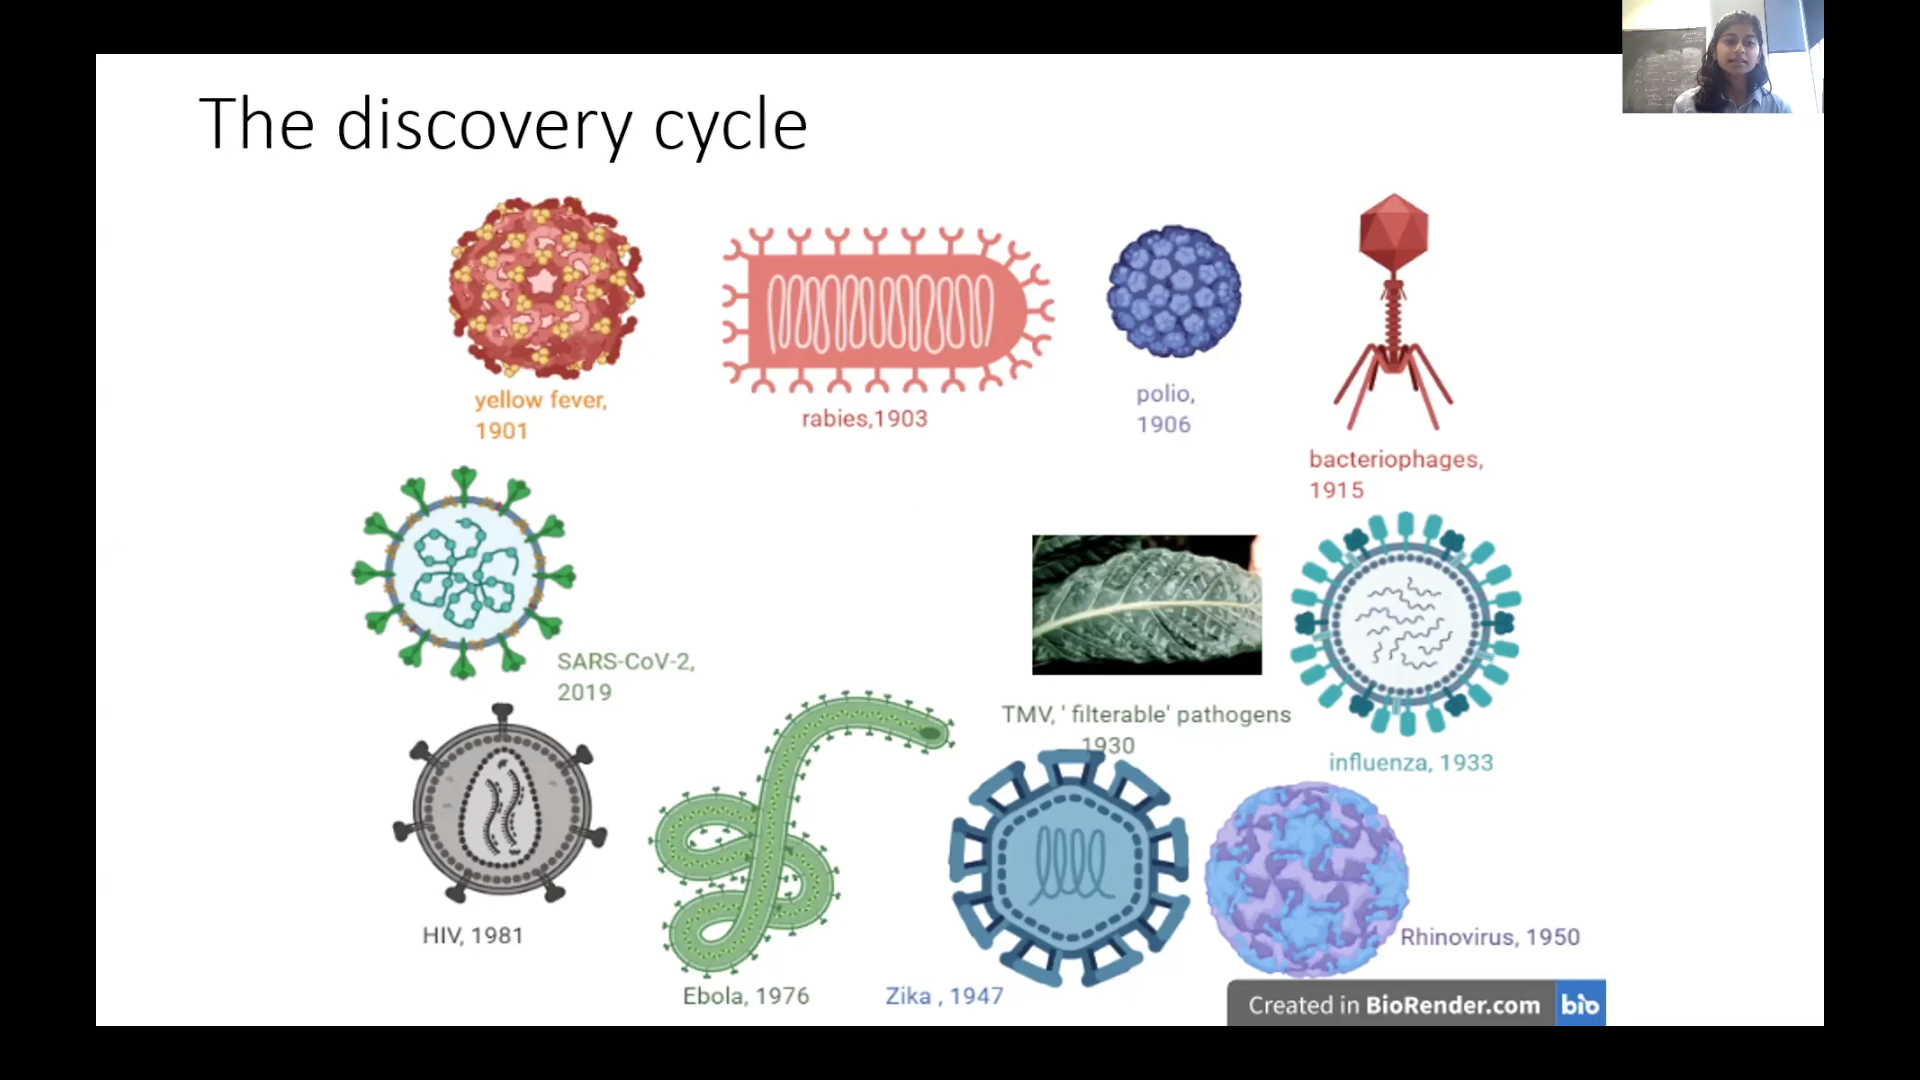 The discovery cycle
yellow fever,
1901
rabies,1903
polio,
1906
bacteriophages,
1915
SARS-CoV-2,
2019
TMV, ' filterable' pathogens
1930
influenza, 1933
HIV, 1981
Ebola, 1976
Zika , 1947
Rhinovirus, 1950
Created in BioRender.com bio